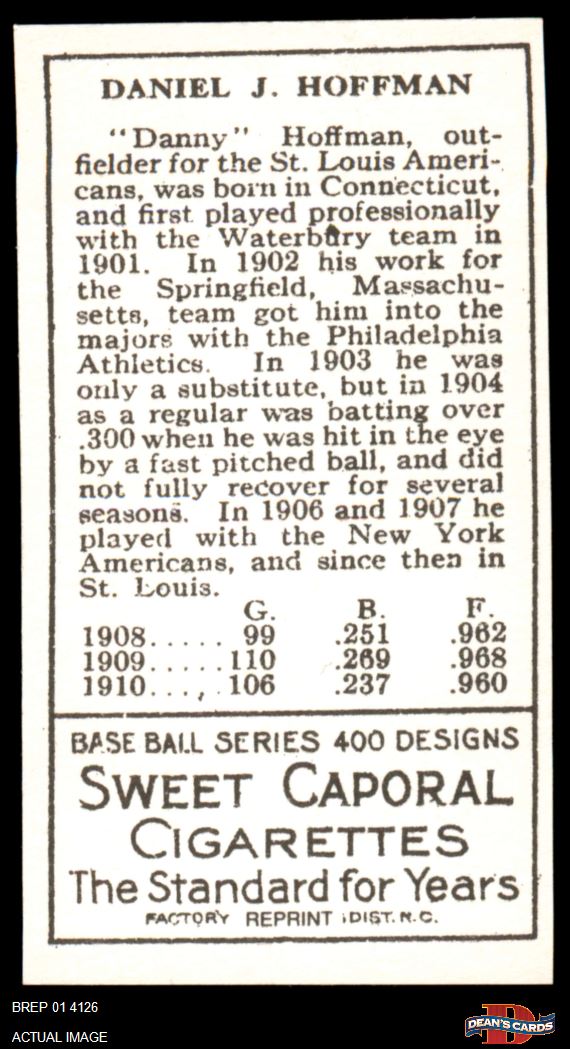 DANIEL J. HOFFMAN
"Danny" Hoffman, out-
fielder for the St. Louis Ameri-
cans, was born in Connecticut,
and first played professionally
with the Waterbury team in
1901. In 1902 his work for
the Springfield, Massachu-
setts, team got him into the
majors with the Philadelphia
Athletics. In 1903 he was
only a substitute, but in 1904
as a regular was batting over
.300 when he was hit in the eye
by a fast pitched ball, and did
not fully recover for several
seasons. In 1906 and 1907 he
played with the New York
Americans, and since then in
St. Louis.
G. B. F.
1908..... 99 .251 .962
1909.....110 .269 .968
1910....,106 .237 .960
BASE BALL SERIES 400 DESIGNS
SWEET CAPORAL
CIGARETTES
The Standard for Years
FACTORY REPRINT DIST. N.C.
BREP 01 4126
ACTUAL IMAGE
DEAN'S CARDS